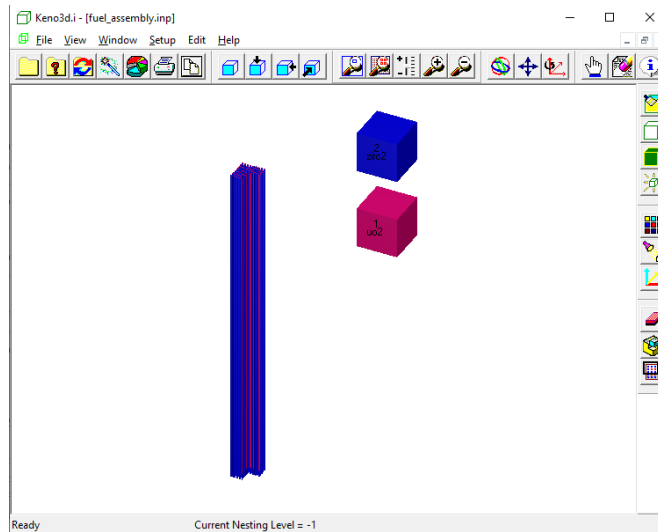 Keno3d.i - [fuel_assembly.inp]
File View Window Setup Edit Help
2
zirc2
1
uo2
Ready Current Nesting Level = -1